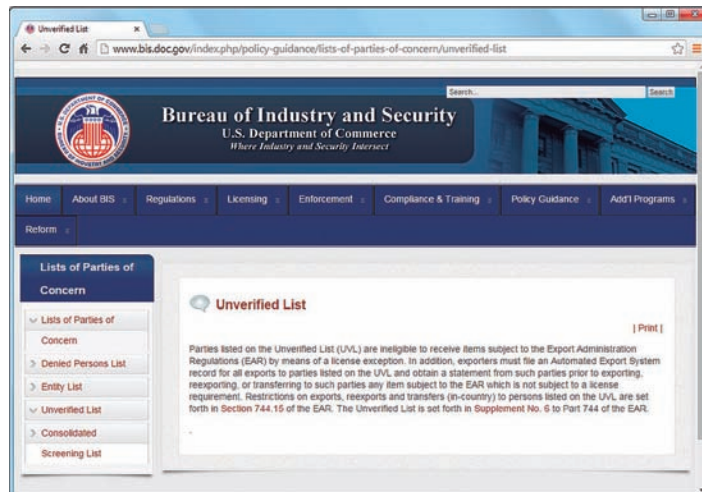 Unverified List
www.bis.doc.gov/index.php/policy-guidance/lists-of-parties-of-concern/unverified-list
Search...
Search
Bureau of Industry and Security
U.S. Department of Commerce
Where Industry and Security Intersect
Home About BIS Regulations Licensing Enforcement Compliance & Training Policy Guidance Add'l Programs
Reform
Lists of Parties of
Concern
Lists of Parties of
Concern
Denied Persons List
Entity List
Unverified List
Consolidated
Screening List
Unverified List
| Print |
Parties listed on the Unverified List (UVL) are ineligible to receive items subject to the Export Administration
Regulations (EAR) by means of a license exception. In addition, exporters must file an Automated Export System
record for all exports to parties listed on the UVL and obtain a statement from such parties prior to exporting,
reexporting, or transferring to such parties any item subject to the EAR which is not subject to a license
requirement. Restrictions on exports, reexports and transfers (in-country) to persons listed on the UVL are set
forth in Section 744.15 of the EAR. The Unverified List is set forth in Supplement No. 6 to Part 744 of the EAR.
.